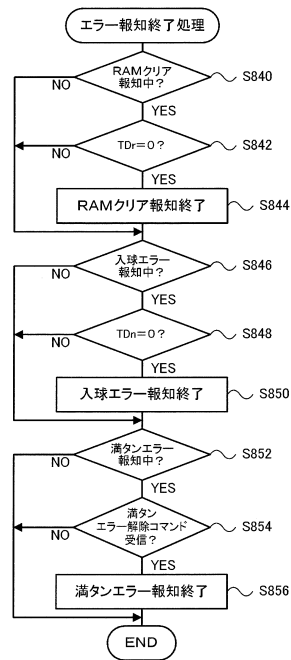 エラー報知終了処理
RAMクリア
報知中?
S840
NO
YES
TDr=0?
S842
NO
YES
RAMクリア報知終了
S844
入球エラー
報知中?
S846
NO
YES
TDn=0?
S848
NO
YES
入球エラー報知終了
S850
満タンエラー
報知中?
S852
NO
YES
満タン
エラー解除コマンド
受信?
S854
NO
YES
満タンエラー報知終了
S856
END